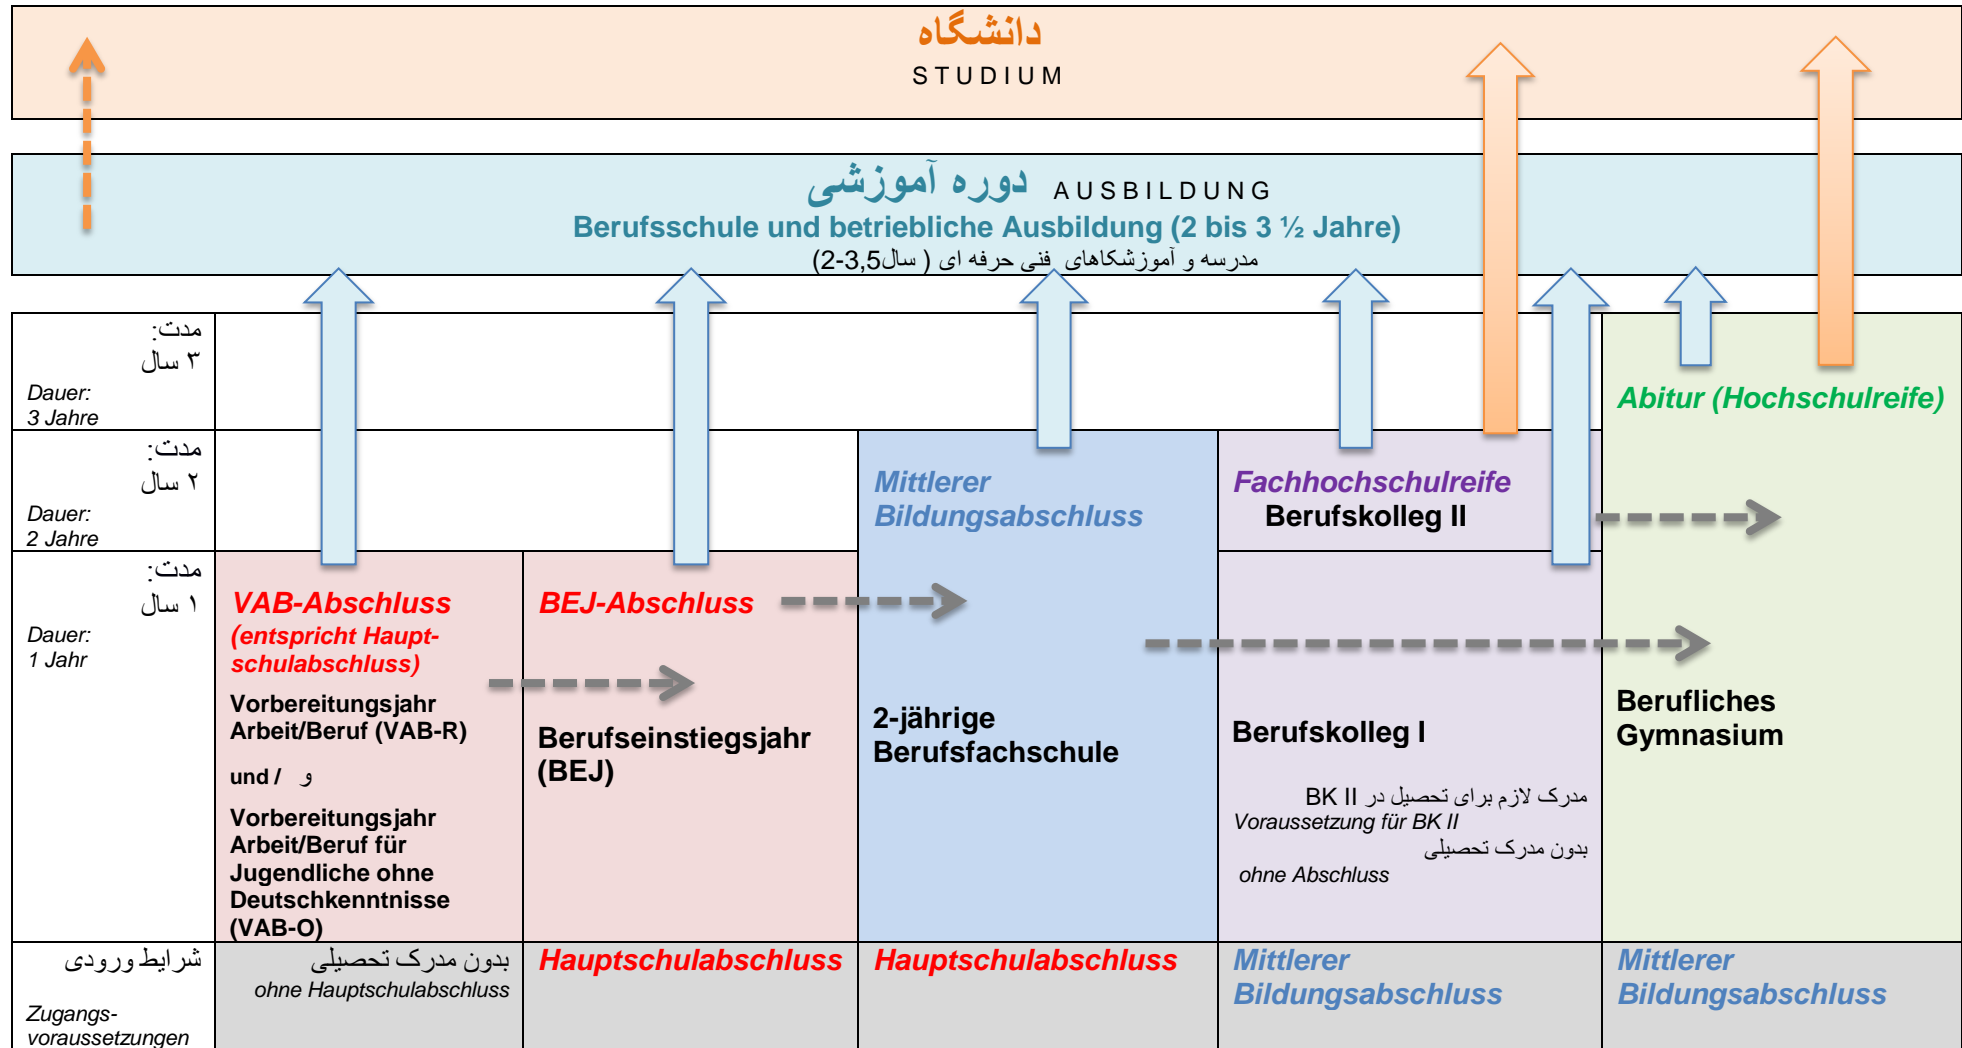 دانشگاه
STUDIUM
دوره آموزشی AUSBILDUNG
Berufsschule und betriebliche Ausbildung (2 bis 3 ½ Jahre)
مدرسه و آموزشکاهای فنی حرفه ای ( سال2-3,5)
مدت:
۳ سال
Dauer:
3 Jahre
Abitur (Hochschulreife)
مدت:
۲ سال
Dauer:
2 Jahre
Mittlerer
Bildungsabschluss
Fachhochschulreife
Berufskolleg II
مدت:
۱ سال
Dauer:
1 Jahr
VAB-Abschluss
(entspricht Haupt-
schulabschluss)
Vorbereitungsjahr
Arbeit/Beruf (VAB-R)
und / و
Vorbereitungsjahr
Arbeit/Beruf für
Jugendliche ohne
Deutschkenntnisse
(VAB-O)
BEJ-Abschluss
Berufseinstiegsjahr
(BEJ)
2-jährige
Berufsfachschule
Berufskolleg I
مدرک لازم برای تحصیل در BK II
Voraussetzung für BK II
بدون مدرک تحصیلی
ohne Abschluss
Berufliches
Gymnasium
شرایط ورودی
Zugangs-
voraussetzungen
بدون مدرک تحصیلی
ohne Hauptschulabschluss
Hauptschulabschluss
Hauptschulabschluss
Mittlerer
Bildungsabschluss
Mittlerer
Bildungsabschluss